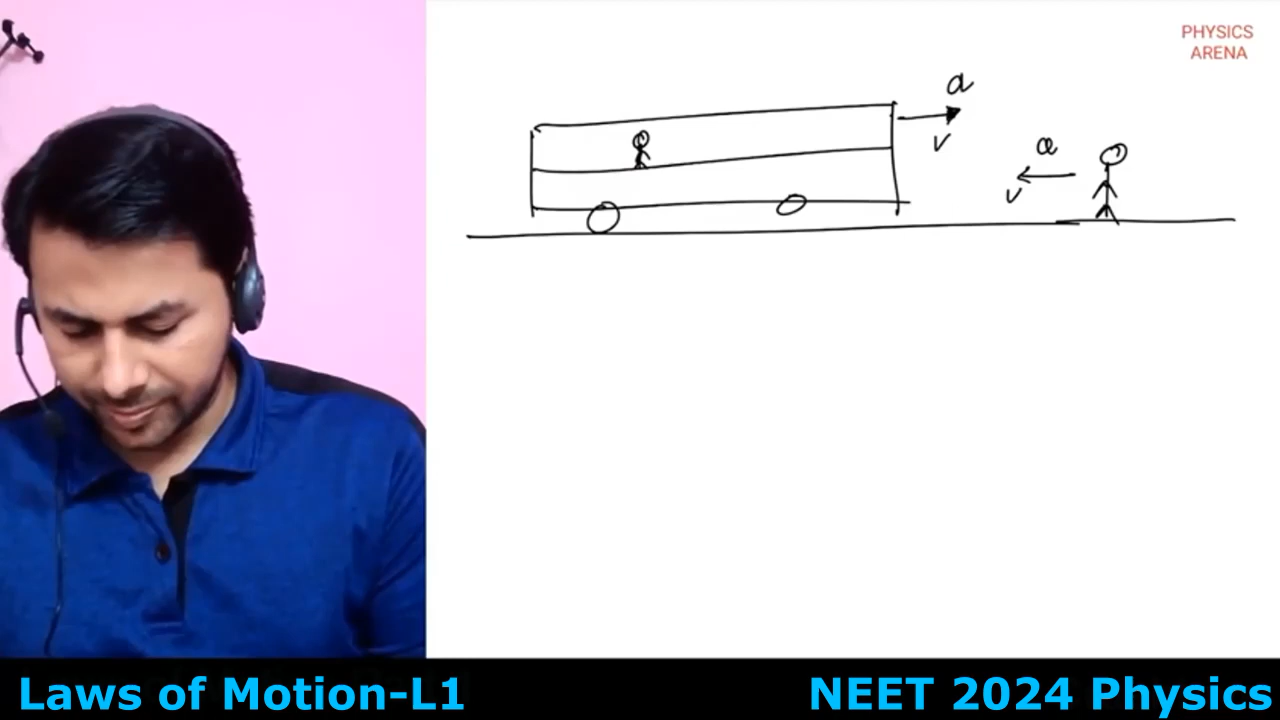 PHYSICS
ARENA
a
v
a
v
Laws of Motion-L1
NEET 2024 Physics